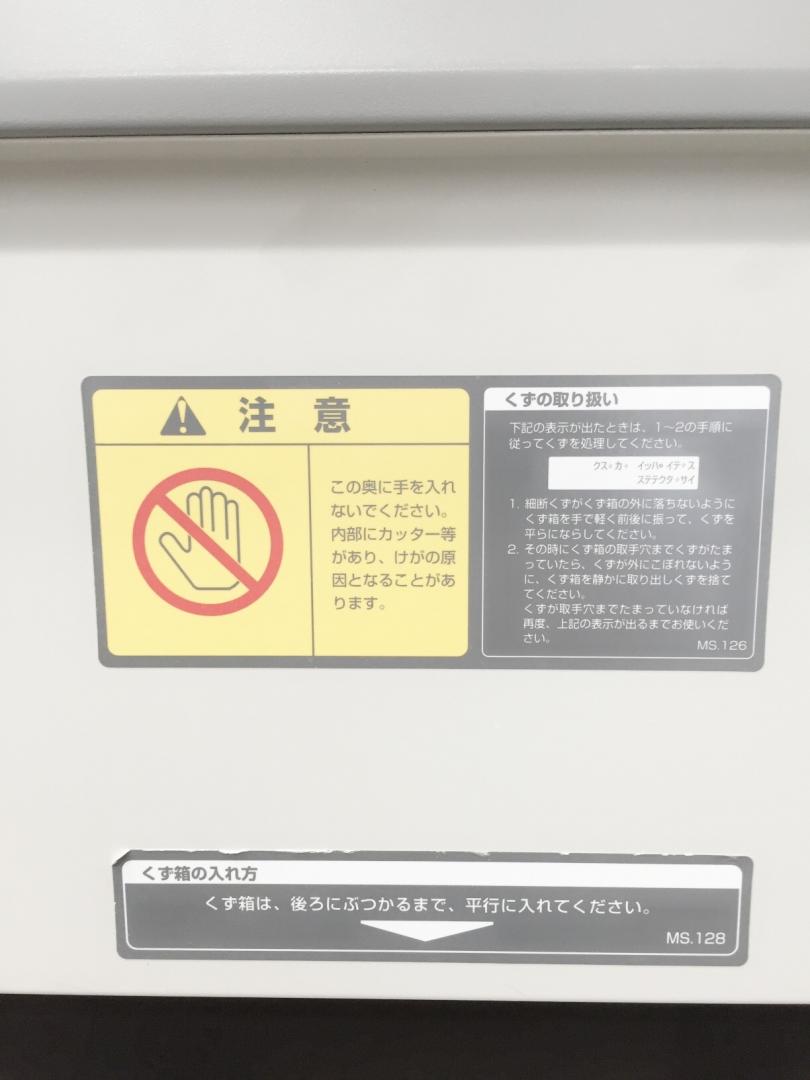 注 意
この奥に手を入れ
ないでください。
内部にカッター等
があり、けがの原
因となることがあ
ります。
くずの取り扱い
下記の表示が出たときは、1〜2の手順に
従ってくずを処理してください。
クス゛カ゛ イッハ゜イテ゛ス
ステテクタ゛サイ
1. 細断くずがくず箱の外に落ちないように
くず箱を手で軽く前後に振って、くずを
平らにならしてください。
2. その時にくず箱の取手穴までくずがたま
っていたら、くずが外にこぼれないよう
に、くず箱を静かに取り出しくずを捨て
てください。
くずが取手穴までたまっていなければ
再度、上記の表示が出るまでお使いくだ
さい。
MS.126
くず箱の入れ方
くず箱は、後ろにぶつかるまで、平行に入れてください。
MS.128